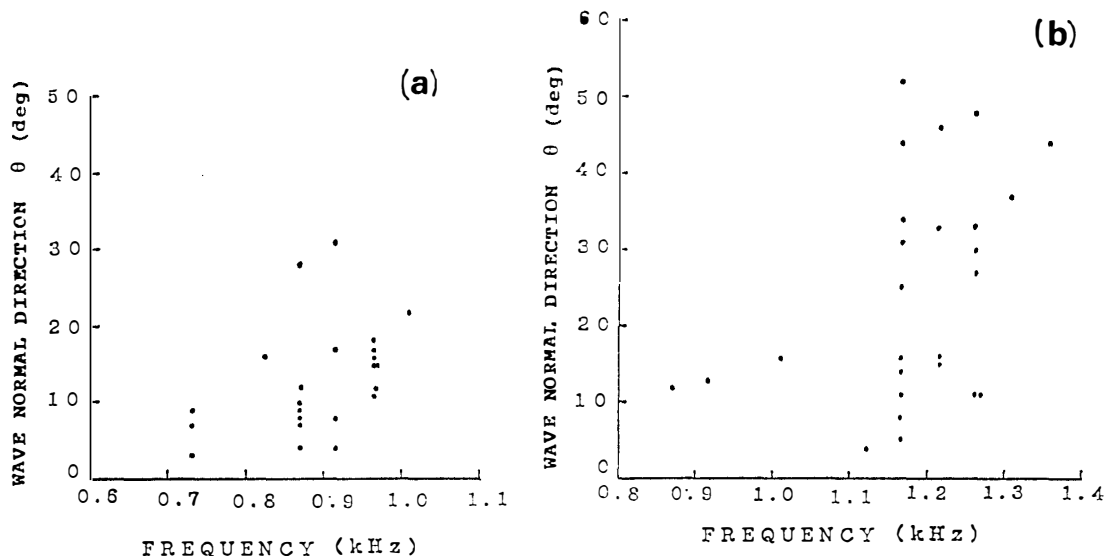 (a)
WAVE NORMAL DIRECTION θ (deg)
50
40
30
20
10
0
0.6 0.7 0.8 0.9 1.0 1.1
FREQUENCY (kHz)
(b)
WAVE NORMAL DIRECTION θ (deg)
60
50
40
30
20
10
0
0.8 0.9 1.0 1.1 1.2 1.3 1.4
FREQUENCY (kHz)